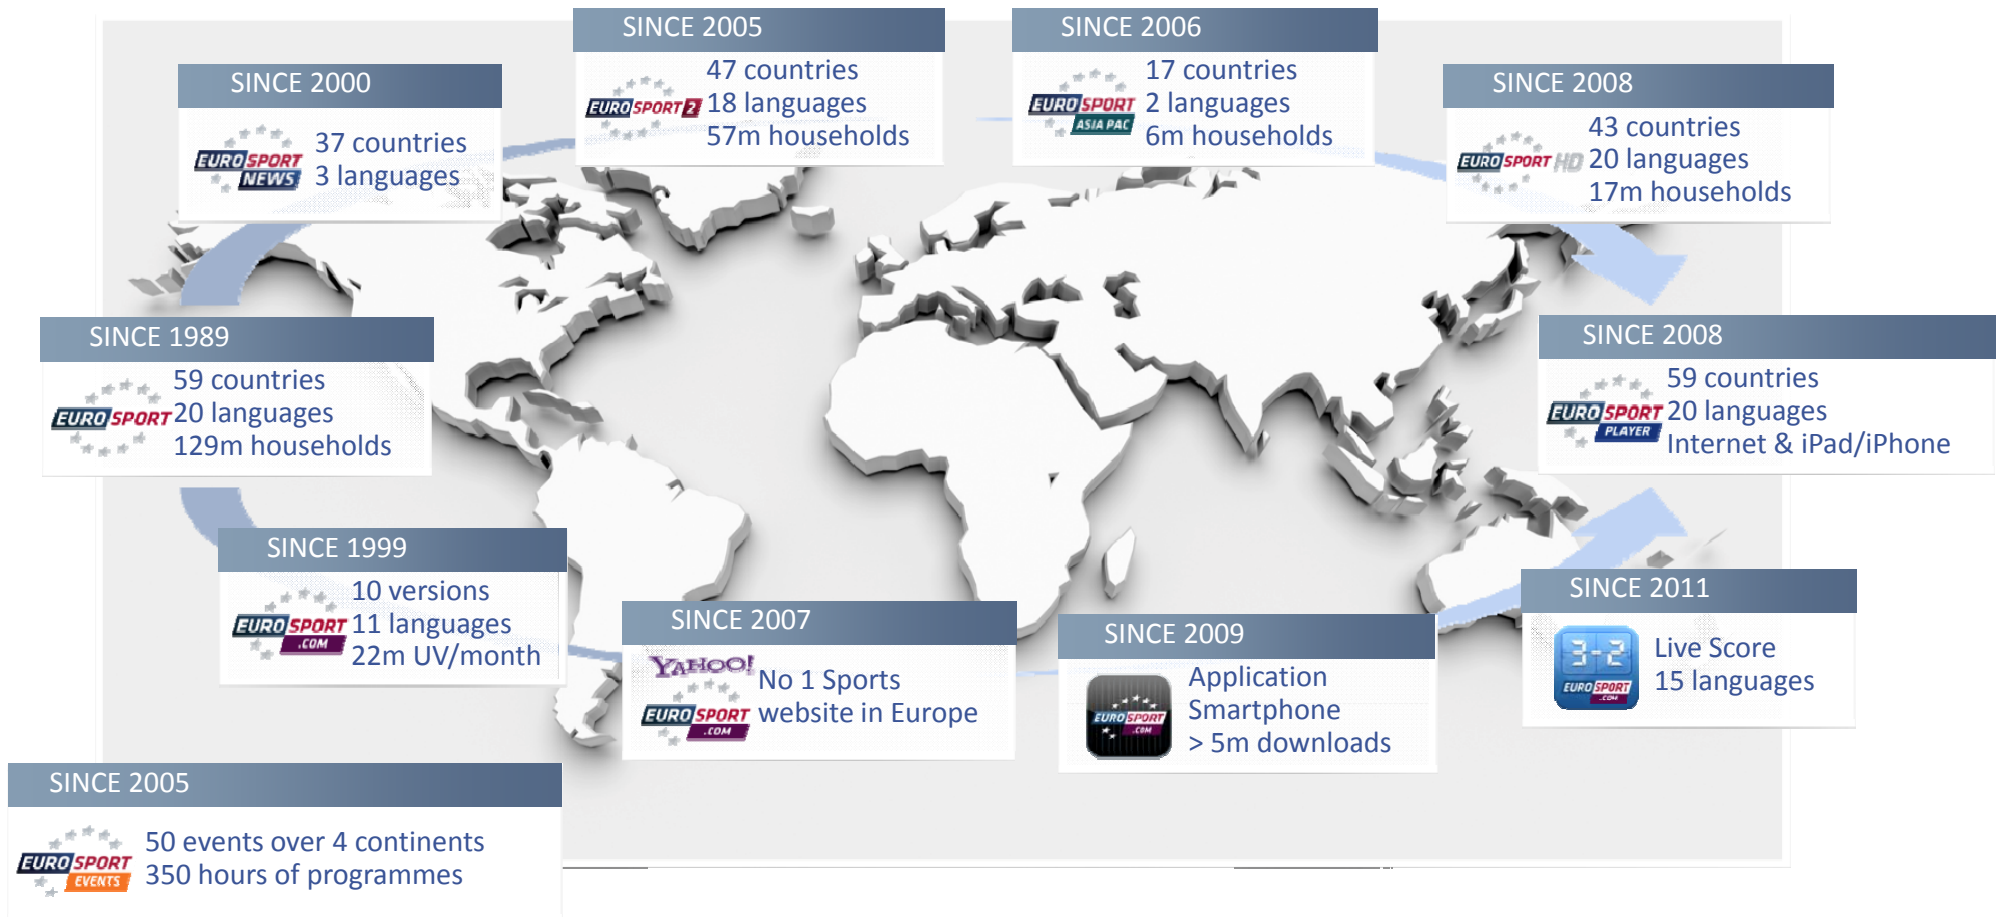 SINCE 2005
47 countries
EUROSPORT 2
18 languages
57m households
SINCE 2006
17 countries
EUROSPORT
2 languages
ASIA PAC
6m households
SINCE 2000
37 countries
EUROSPORT
NEWS
3 languages
SINCE 2008
43 countries
EUROSPORT HD
20 languages
17m households
SINCE 1989
59 countries
EUROSPORT
20 languages
129m households
SINCE 2008
59 countries
EUROSPORT
20 languages
PLAYER
Internet & iPad/iPhone
SINCE 1999
10 versions
EUROSPORT
11 languages
.COM
22m UV/month
SINCE 2007
YAHOO!
No 1 Sports
EUROSPORT
website in Europe
.COM
SINCE 2009
Application
Smartphone
EUROSPORT
.COM
> 5m downloads
SINCE 2011
3-2
Live Score
EUROSPORT
.COM
15 languages
SINCE 2005
50 events over 4 continents
EUROSPORT
EVENTS
350 hours of programmes